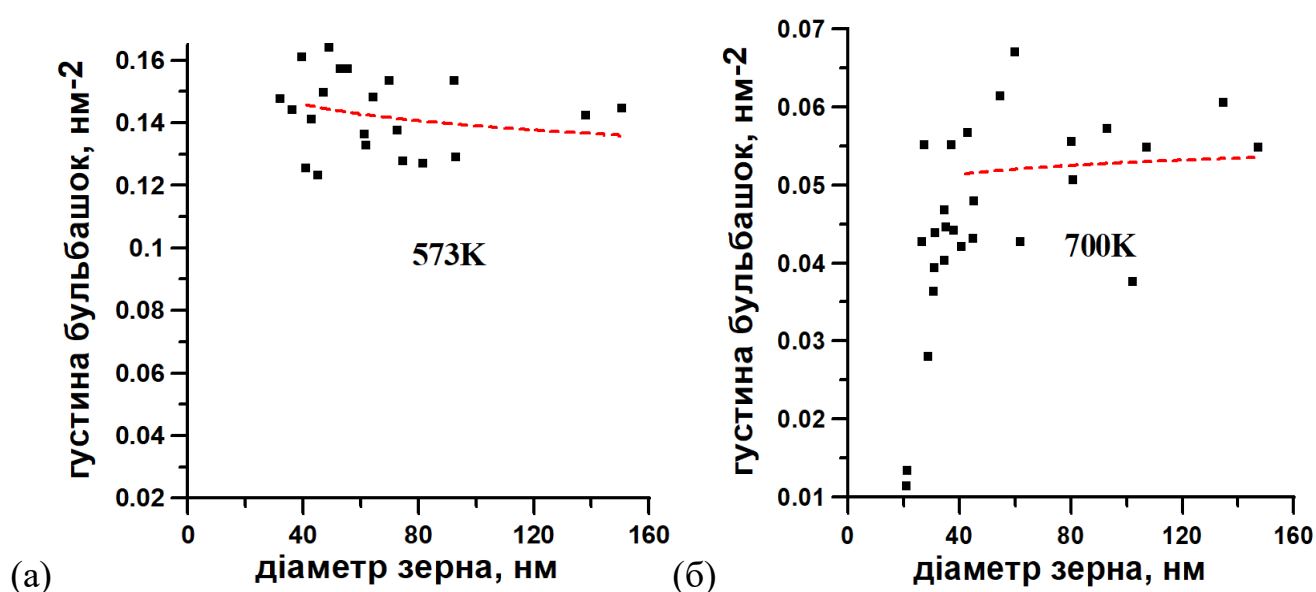 густина бульбашок, нм-2
0.16
0.14
0.12
0.1
0.08
0.06
0.04
0.02
573K
0 40 80 120 160
діаметр зерна, нм
(а)
густина бульбашок, нм-2
0.07
0.06
0.05
0.04
0.03
0.02
0.01
700K
0 40 80 120 160
діаметр зерна, нм
(б)